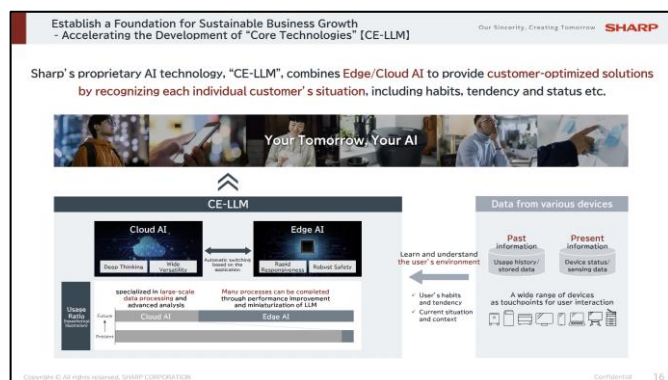 Establish a Foundation for Sustainable Business Growth
- Accelerating the Development of "Core Technologies" [CE-LLM]
Our Sincerity, Creating Tomorrow SHARP
Sharp's proprietary AI technology, "CE-LLM", combines Edge/Cloud AI to provide customer-optimized solutions
by recognizing each individual customer's situation, including habits, tendency and status etc.
Your Tomorrow, Your AI
CE-LLM
Cloud AI
Deep Thinking
Wide
Versatility
Automatic switching
based on the
application
Edge AI
Rapid
Responsiveness
Robust Safety
Usage
Ratio
specialized in large-scale
data processing and
advanced analysis
Many processes can be completed
through performance improvement
and miniaturization of LLM
Future
Cloud AI
Edge AI
Present
Learn and understand
the user's environment
✓ User's habits
and tendency
✓ Current situation
and context
Data from various devices
Past
information
Usage history/
stored data
Present
information
Device status/
sensing data
A wide range of devices
as touchpoints for user interaction
Copyright © All rights reserved, SHARP CORPORATION
Confidential 16